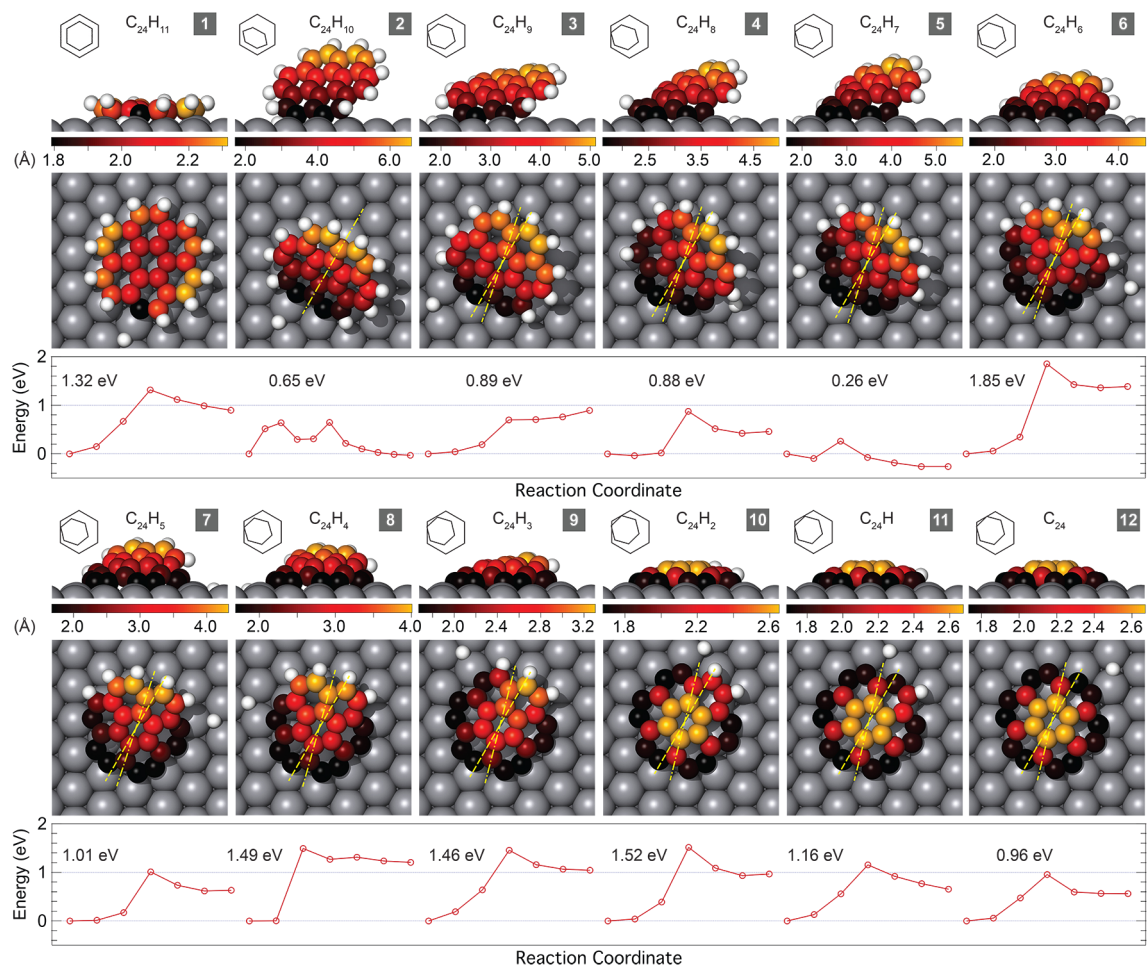 C24H11 1 C24H10 2 C24H9 3 C24H8 4 C24H7 5 C24H6 6
(Å) 1.8 2.0 2.2 2.0 4.0 6.0 2.0 3.0 4.0 5.0 2.5 3.5 4.5 2.0 3.0 4.0 5.0 2.0 3.0 4.0
Energy (eV)
2
1.32 eV 0.65 eV 0.89 eV 0.88 eV 0.26 eV 1.85 eV
1
0
Reaction Coordinate
C24H5 7 C24H4 8 C24H3 9 C24H2 10 C24H 11 C24 12
(Å) 2.0 3.0 4.0 2.0 3.0 4.0 2.0 2.4 2.8 3.2 1.8 2.2 2.6 1.8 2.0 2.2 2.4 2.6 1.8 2.0 2.2 2.4 2.6
Energy (eV)
2
1.01 eV 1.49 eV 1.46 eV 1.52 eV 1.16 eV 0.96 eV
1
0
Reaction Coordinate